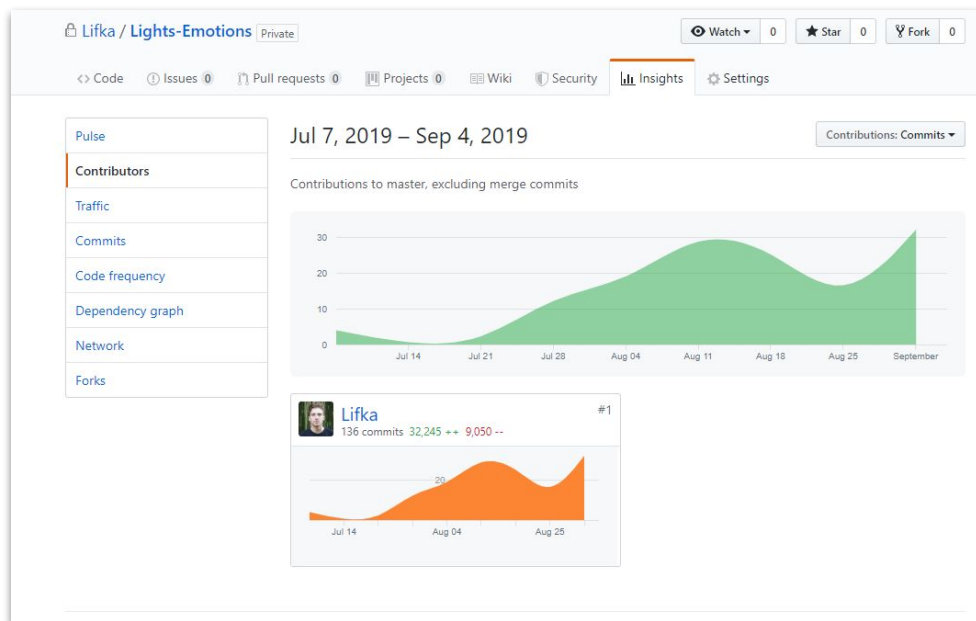 Lifka / Lights-Emotions Private
Watch 0 Star 0 Fork 0
<> Code Issues 0 Pull requests 0 Projects 0 Wiki Security Insights Settings
Pulse
Contributors
Traffic
Commits
Code frequency
Dependency graph
Network
Forks
Jul 7, 2019 – Sep 4, 2019
Contributions: Commits
Contributions to master, excluding merge commits
30
20
10
0
Jul 14 Jul 21 Jul 28 Aug 04 Aug 11 Aug 18 Aug 25 September
Lifka #1
136 commits 32,245 ++ 9,050 --
20
Jul 14 Aug 04 Aug 25